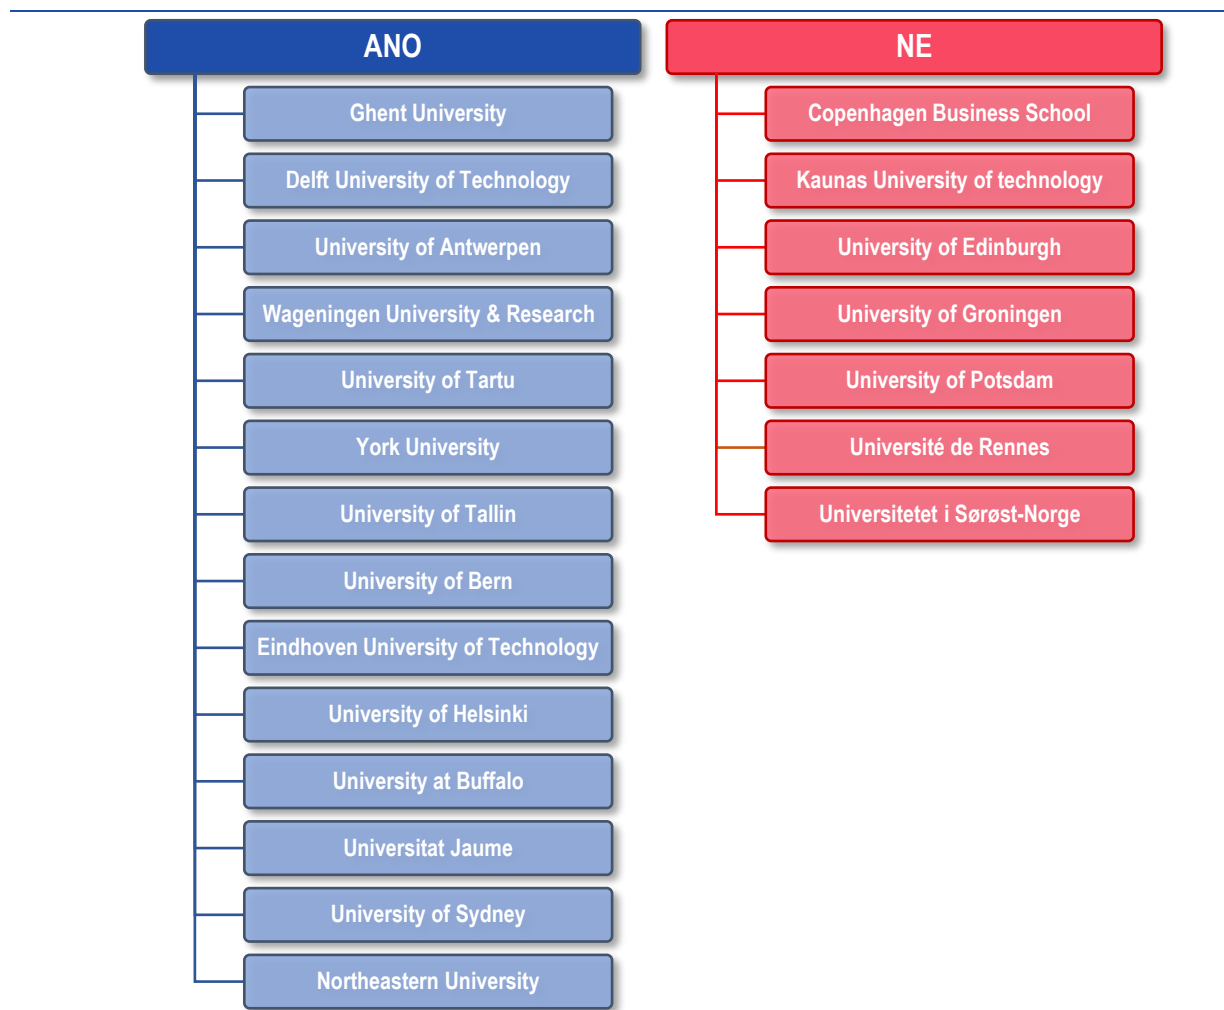 ANO
Ghent University
Delft University of Technology
University of Antwerpen
Wageningen University & Research
University of Tartu
York University
University of Tallin
University of Bern
Eindhoven University of Technology
University of Helsinki
University at Buffalo
Universitat Jaume
University of Sydney
Northeastern University
NE
Copenhagen Business School
Kaunas University of technology
University of Edinburgh
University of Groningen
University of Potsdam
Université de Rennes
Universitetet i Sørøst-Norge